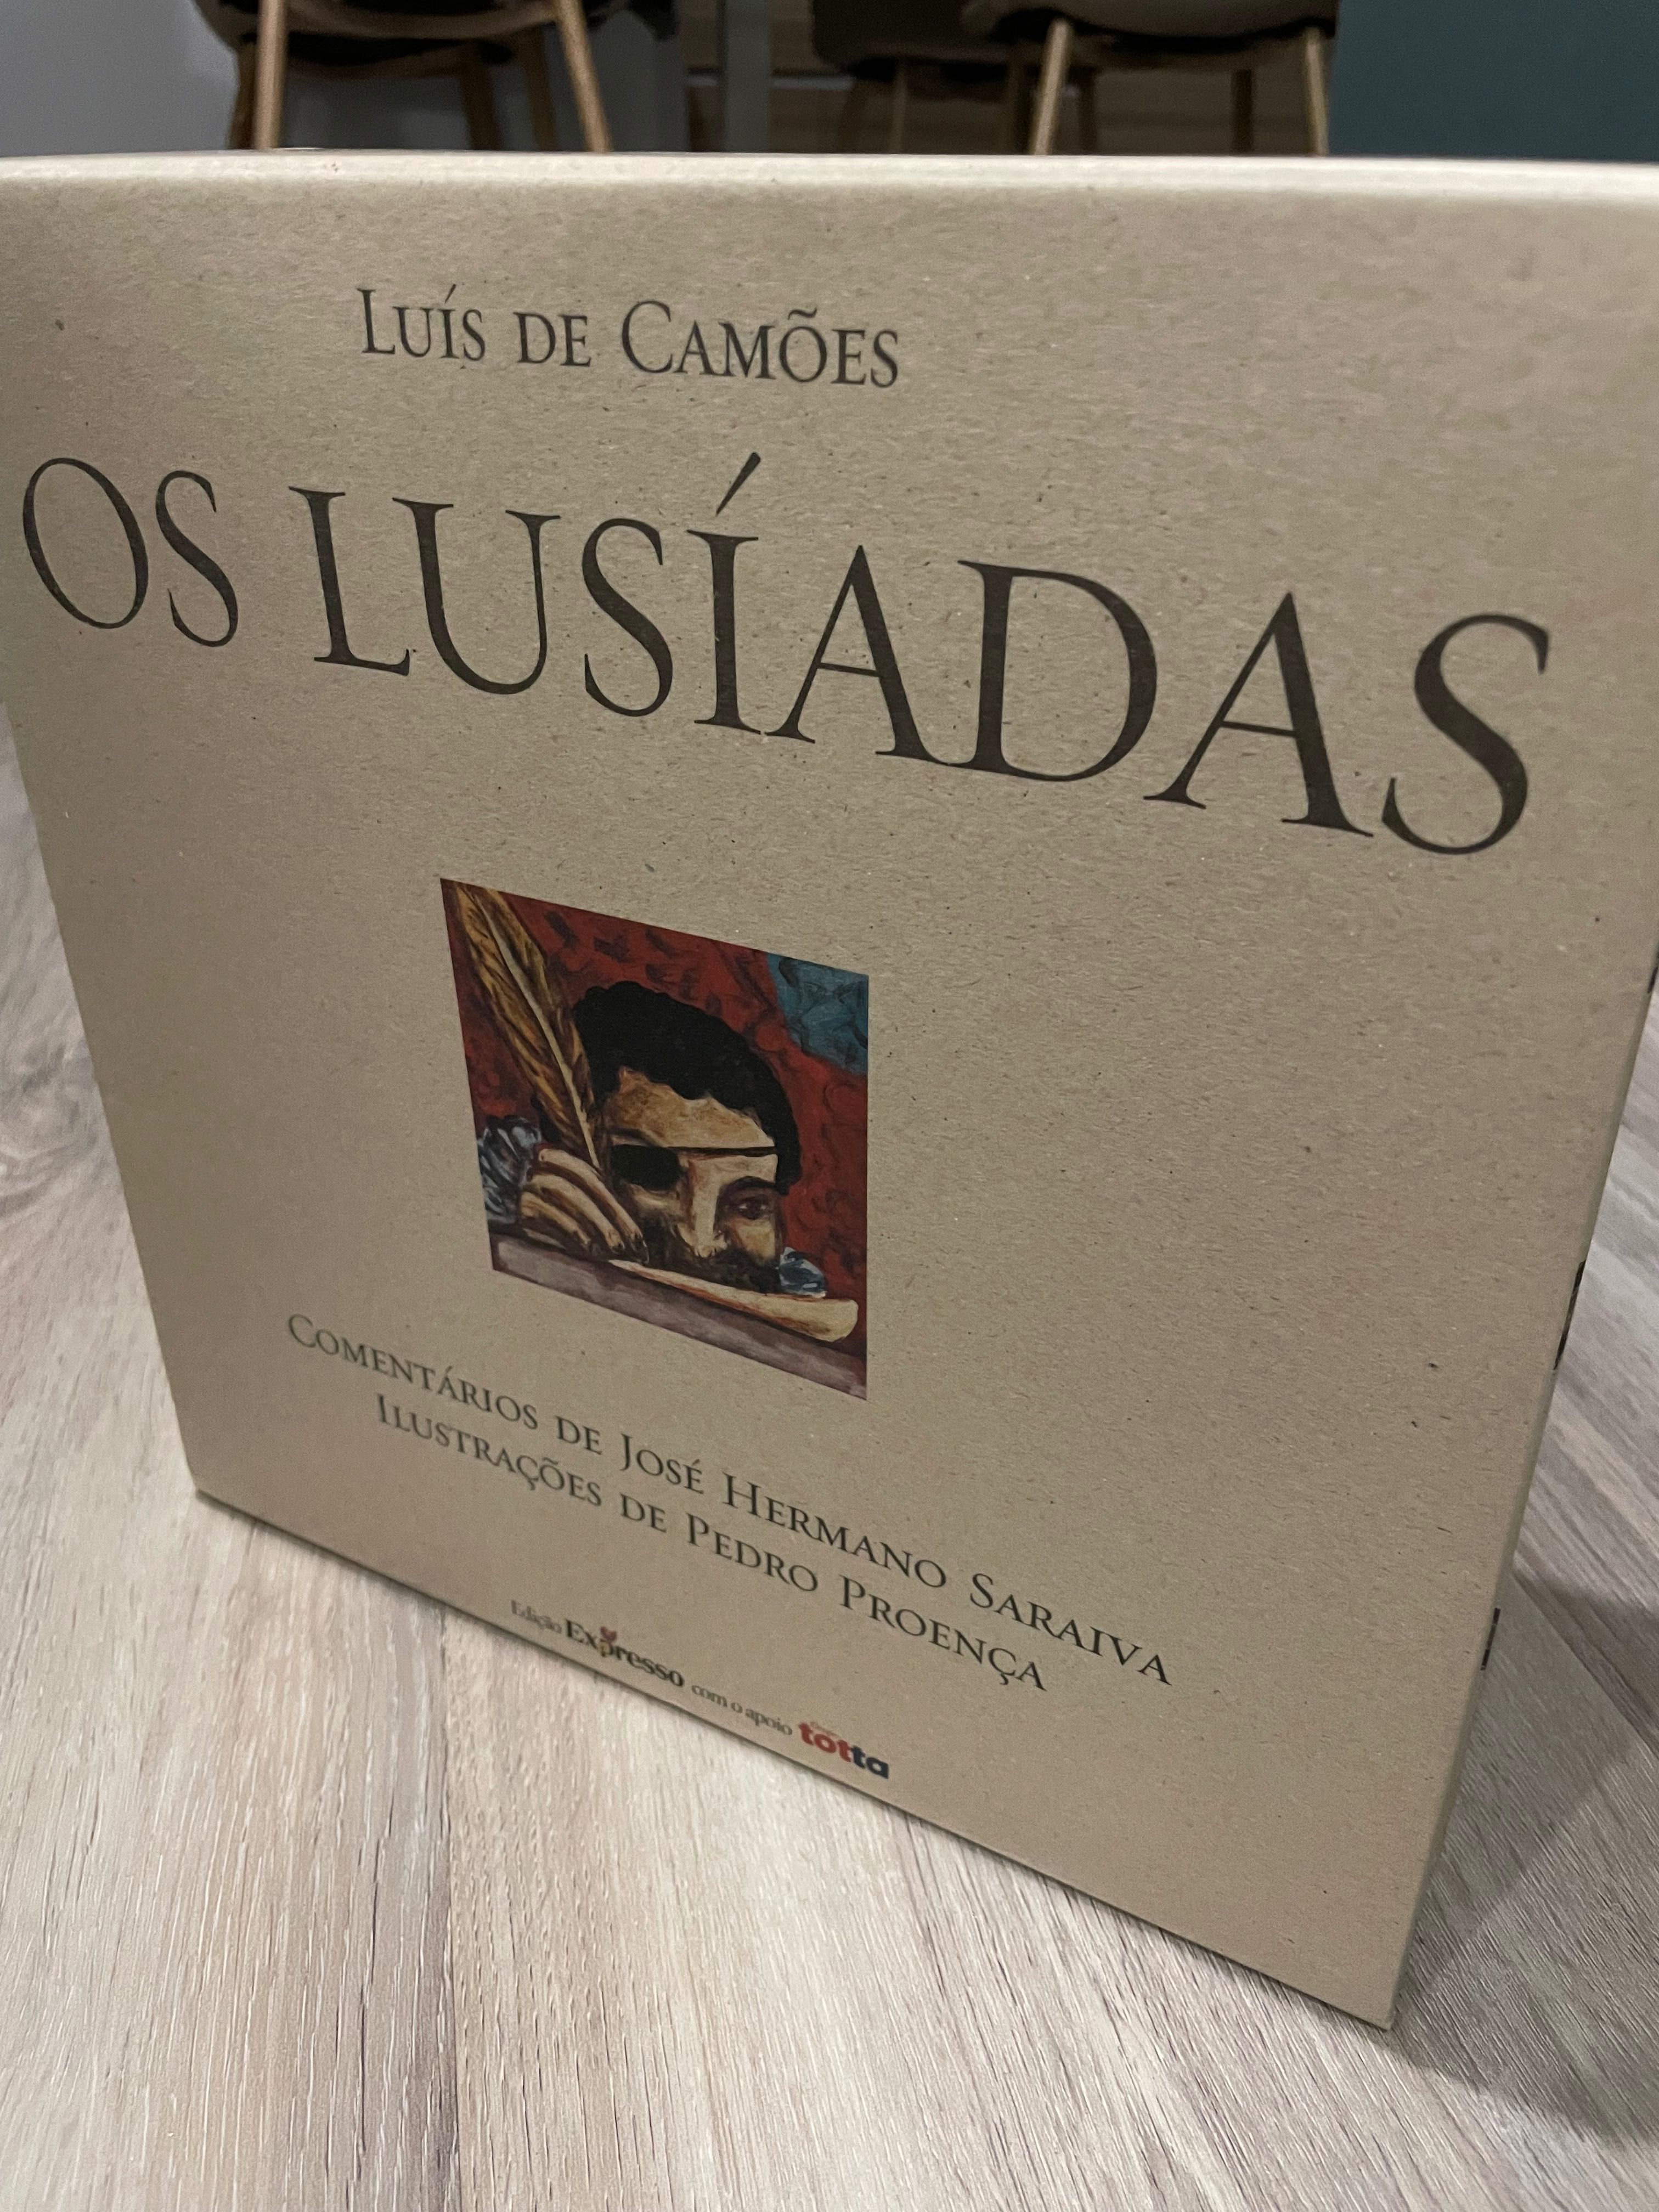 LUÍS DE CAMÕES
OS LUSÍADAS
COMENTÁRIOS DE JOSÉ HERMANO SARAIVA
ILUSTRAÇÕES DE PEDRO PROENÇA
Edição Expresso com o apoio totta